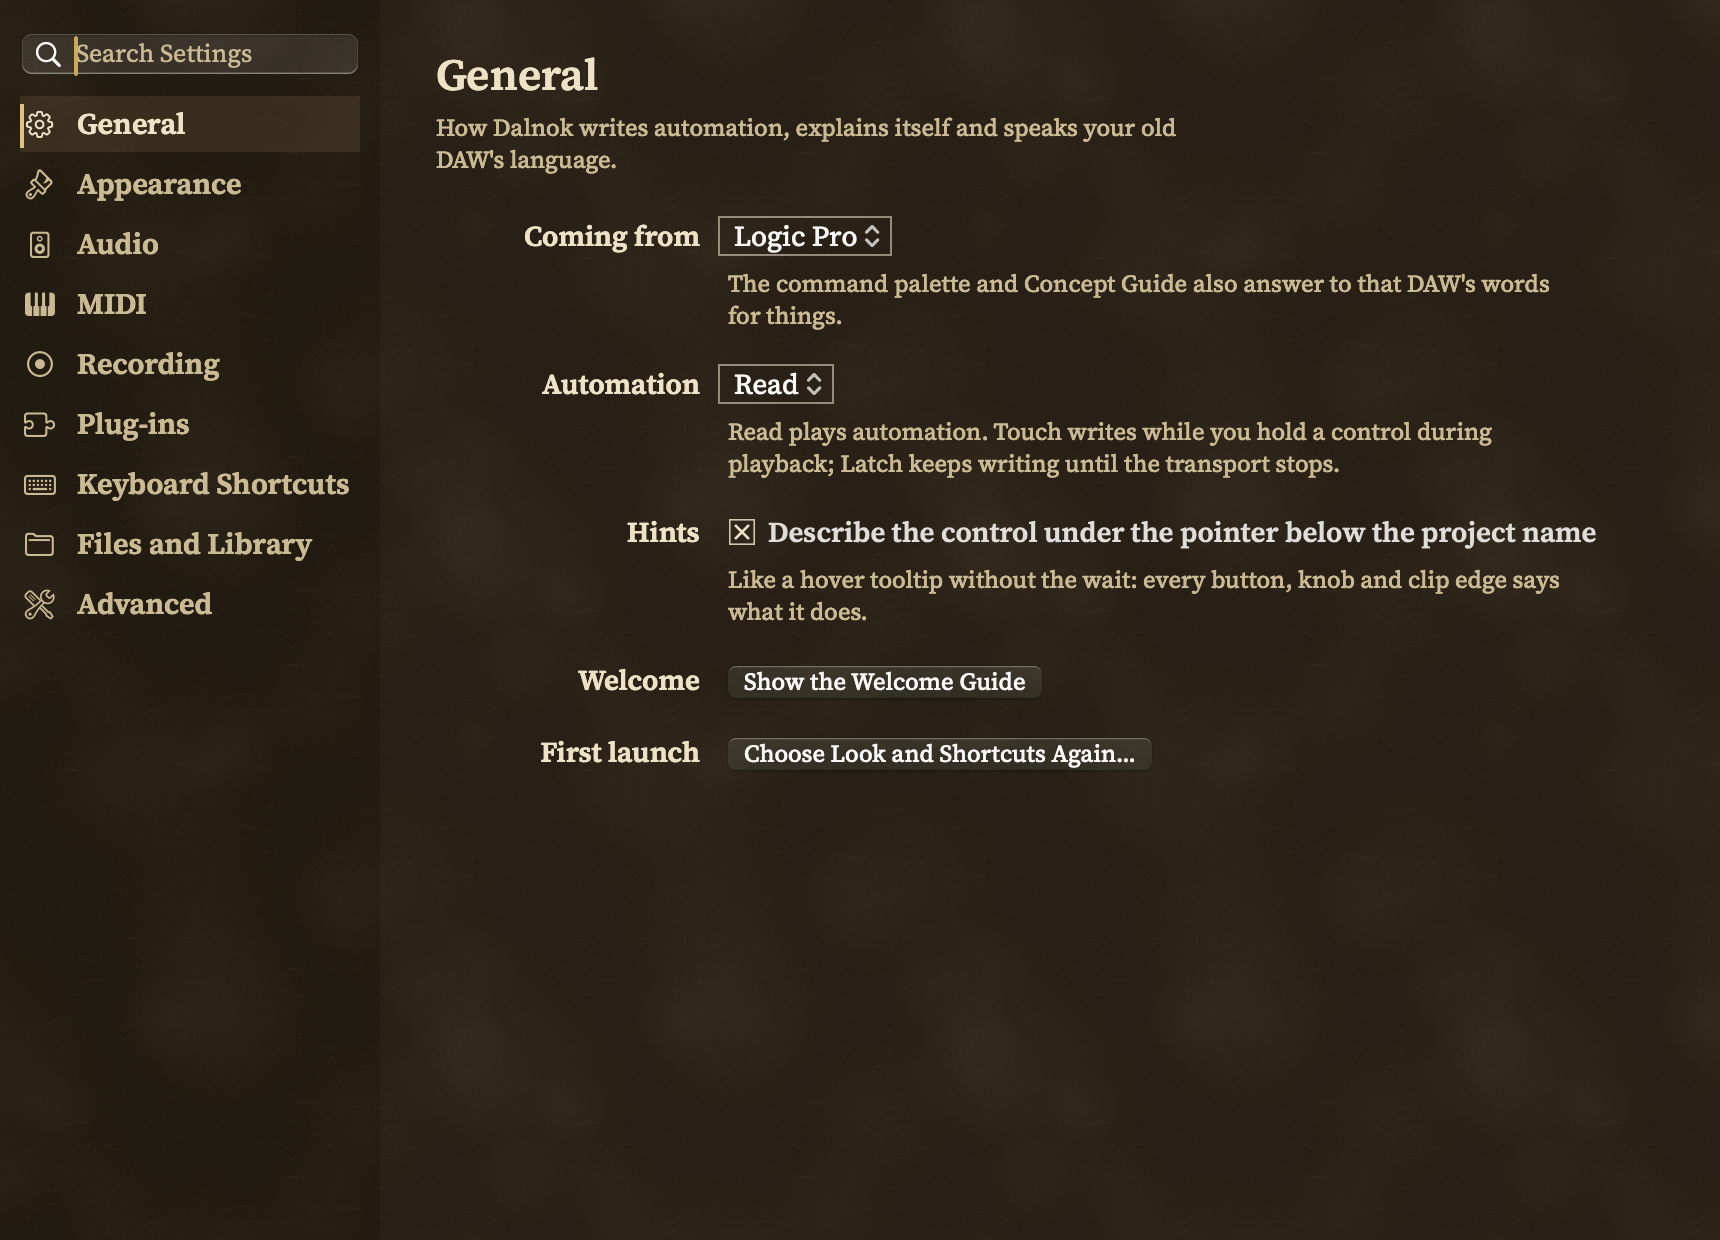 Search Settings
General
Appearance
Audio
MIDI
Recording
Plug-ins
Keyboard Shortcuts
Files and Library
Advanced
General
How Dalnok writes automation, explains itself and speaks your old
DAW's language.
Coming from Logic Pro
The command palette and Concept Guide also answer to that DAW's words
for things.
Automation Read
Read plays automation. Touch writes while you hold a control during
playback; Latch keeps writing until the transport stops.
Hints Describe the control under the pointer below the project name
Like a hover tooltip without the wait: every button, knob and clip edge says
what it does.
Welcome Show the Welcome Guide
First launch Choose Look and Shortcuts Again...